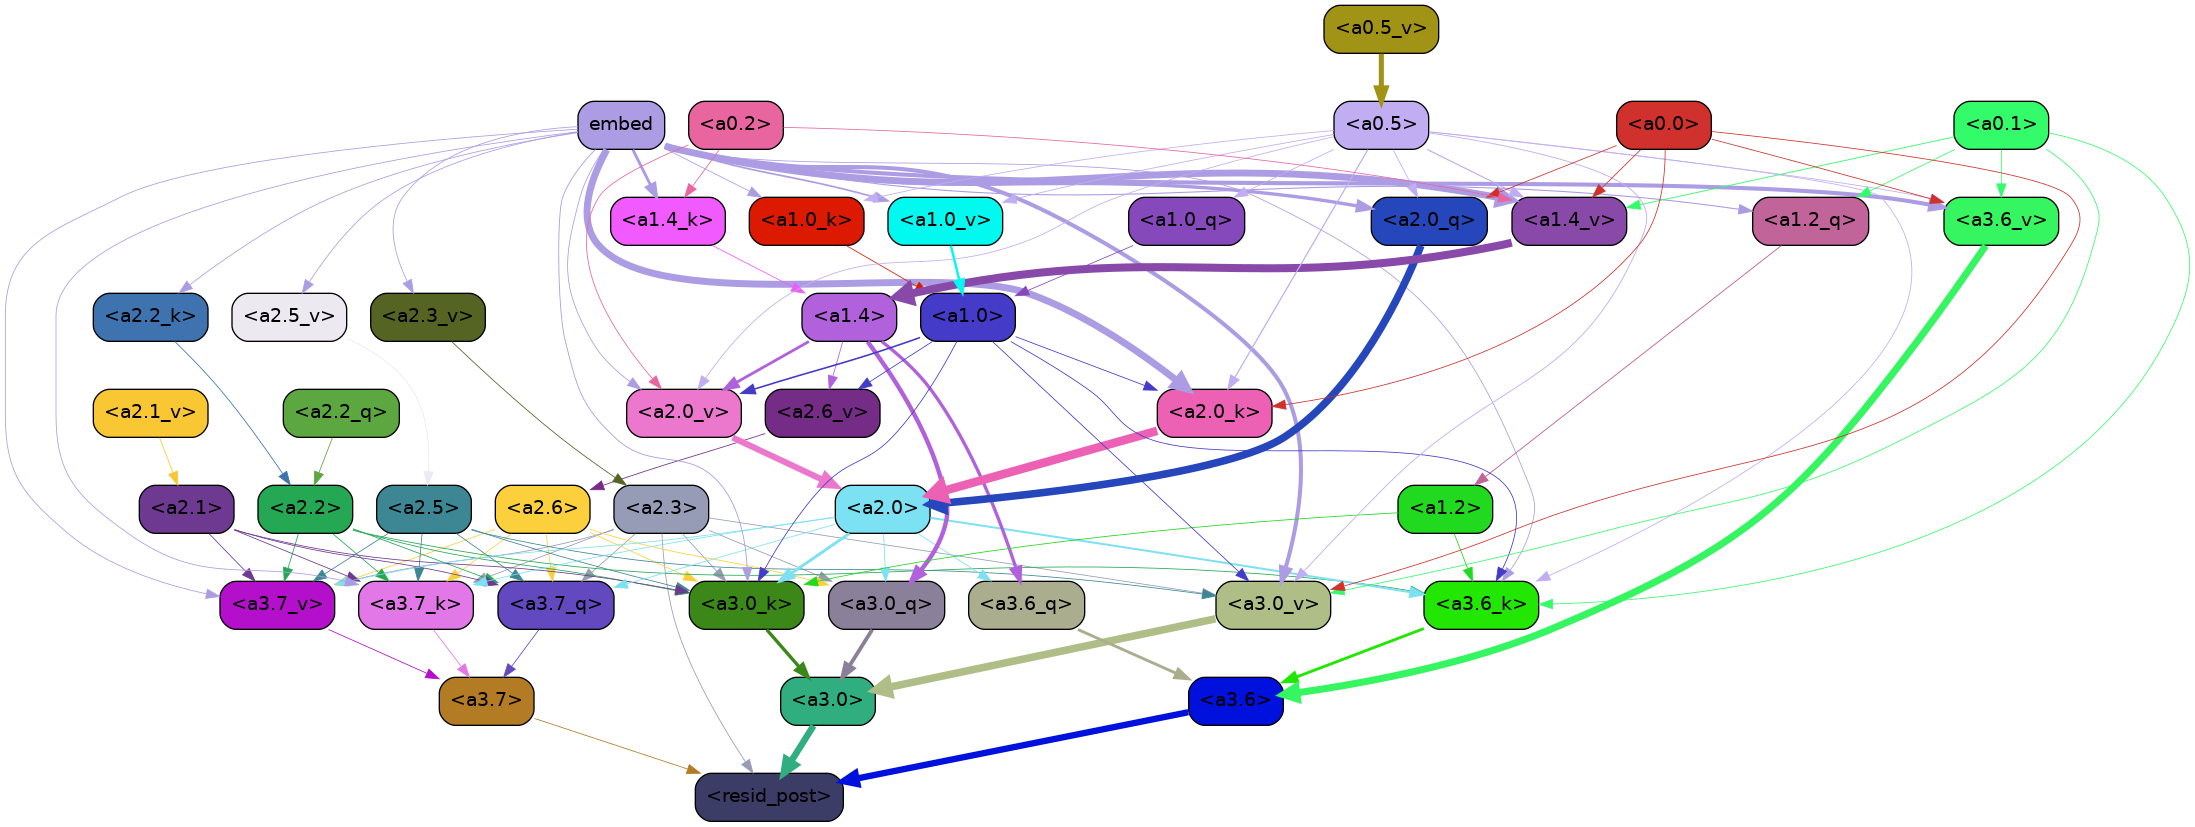 <a0.5_v>
embed
<a0.2>
<a0.5>
<a0.0>
<a0.1>
<a1.4_k>
<a1.0_k>
<a1.0_v>
<a1.0_q>
<a2.0_q>
<a1.4_v>
<a1.2_q>
<a3.6_v>
<a2.2_k>
<a2.5_v>
<a2.3_v>
<a1.4>
<a1.0>
<a2.1_v>
<a2.2_q>
<a2.0_v>
<a2.6_v>
<a2.0_k>
<a2.1>
<a2.2>
<a2.5>
<a2.6>
<a2.3>
<a2.0>
<a1.2>
<a3.7_v>
<a3.7_k>
<a3.7_q>
<a3.0_k>
<a3.0_q>
<a3.6_q>
<a3.0_v>
<a3.6_k>
<a3.7>
<a3.0>
<a3.6>
<resid_post>